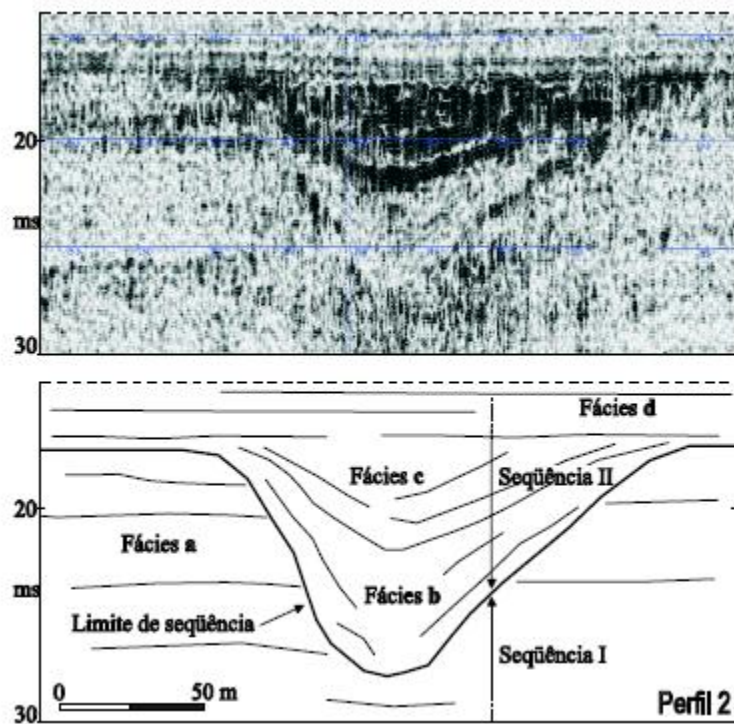 20
ms
30
Fácies d
Fácies c
Seqüência II
20
Fácies a
ms
Fácies b
Limite de seqüência
Seqüência I
0 50 m
30
Perfil 2